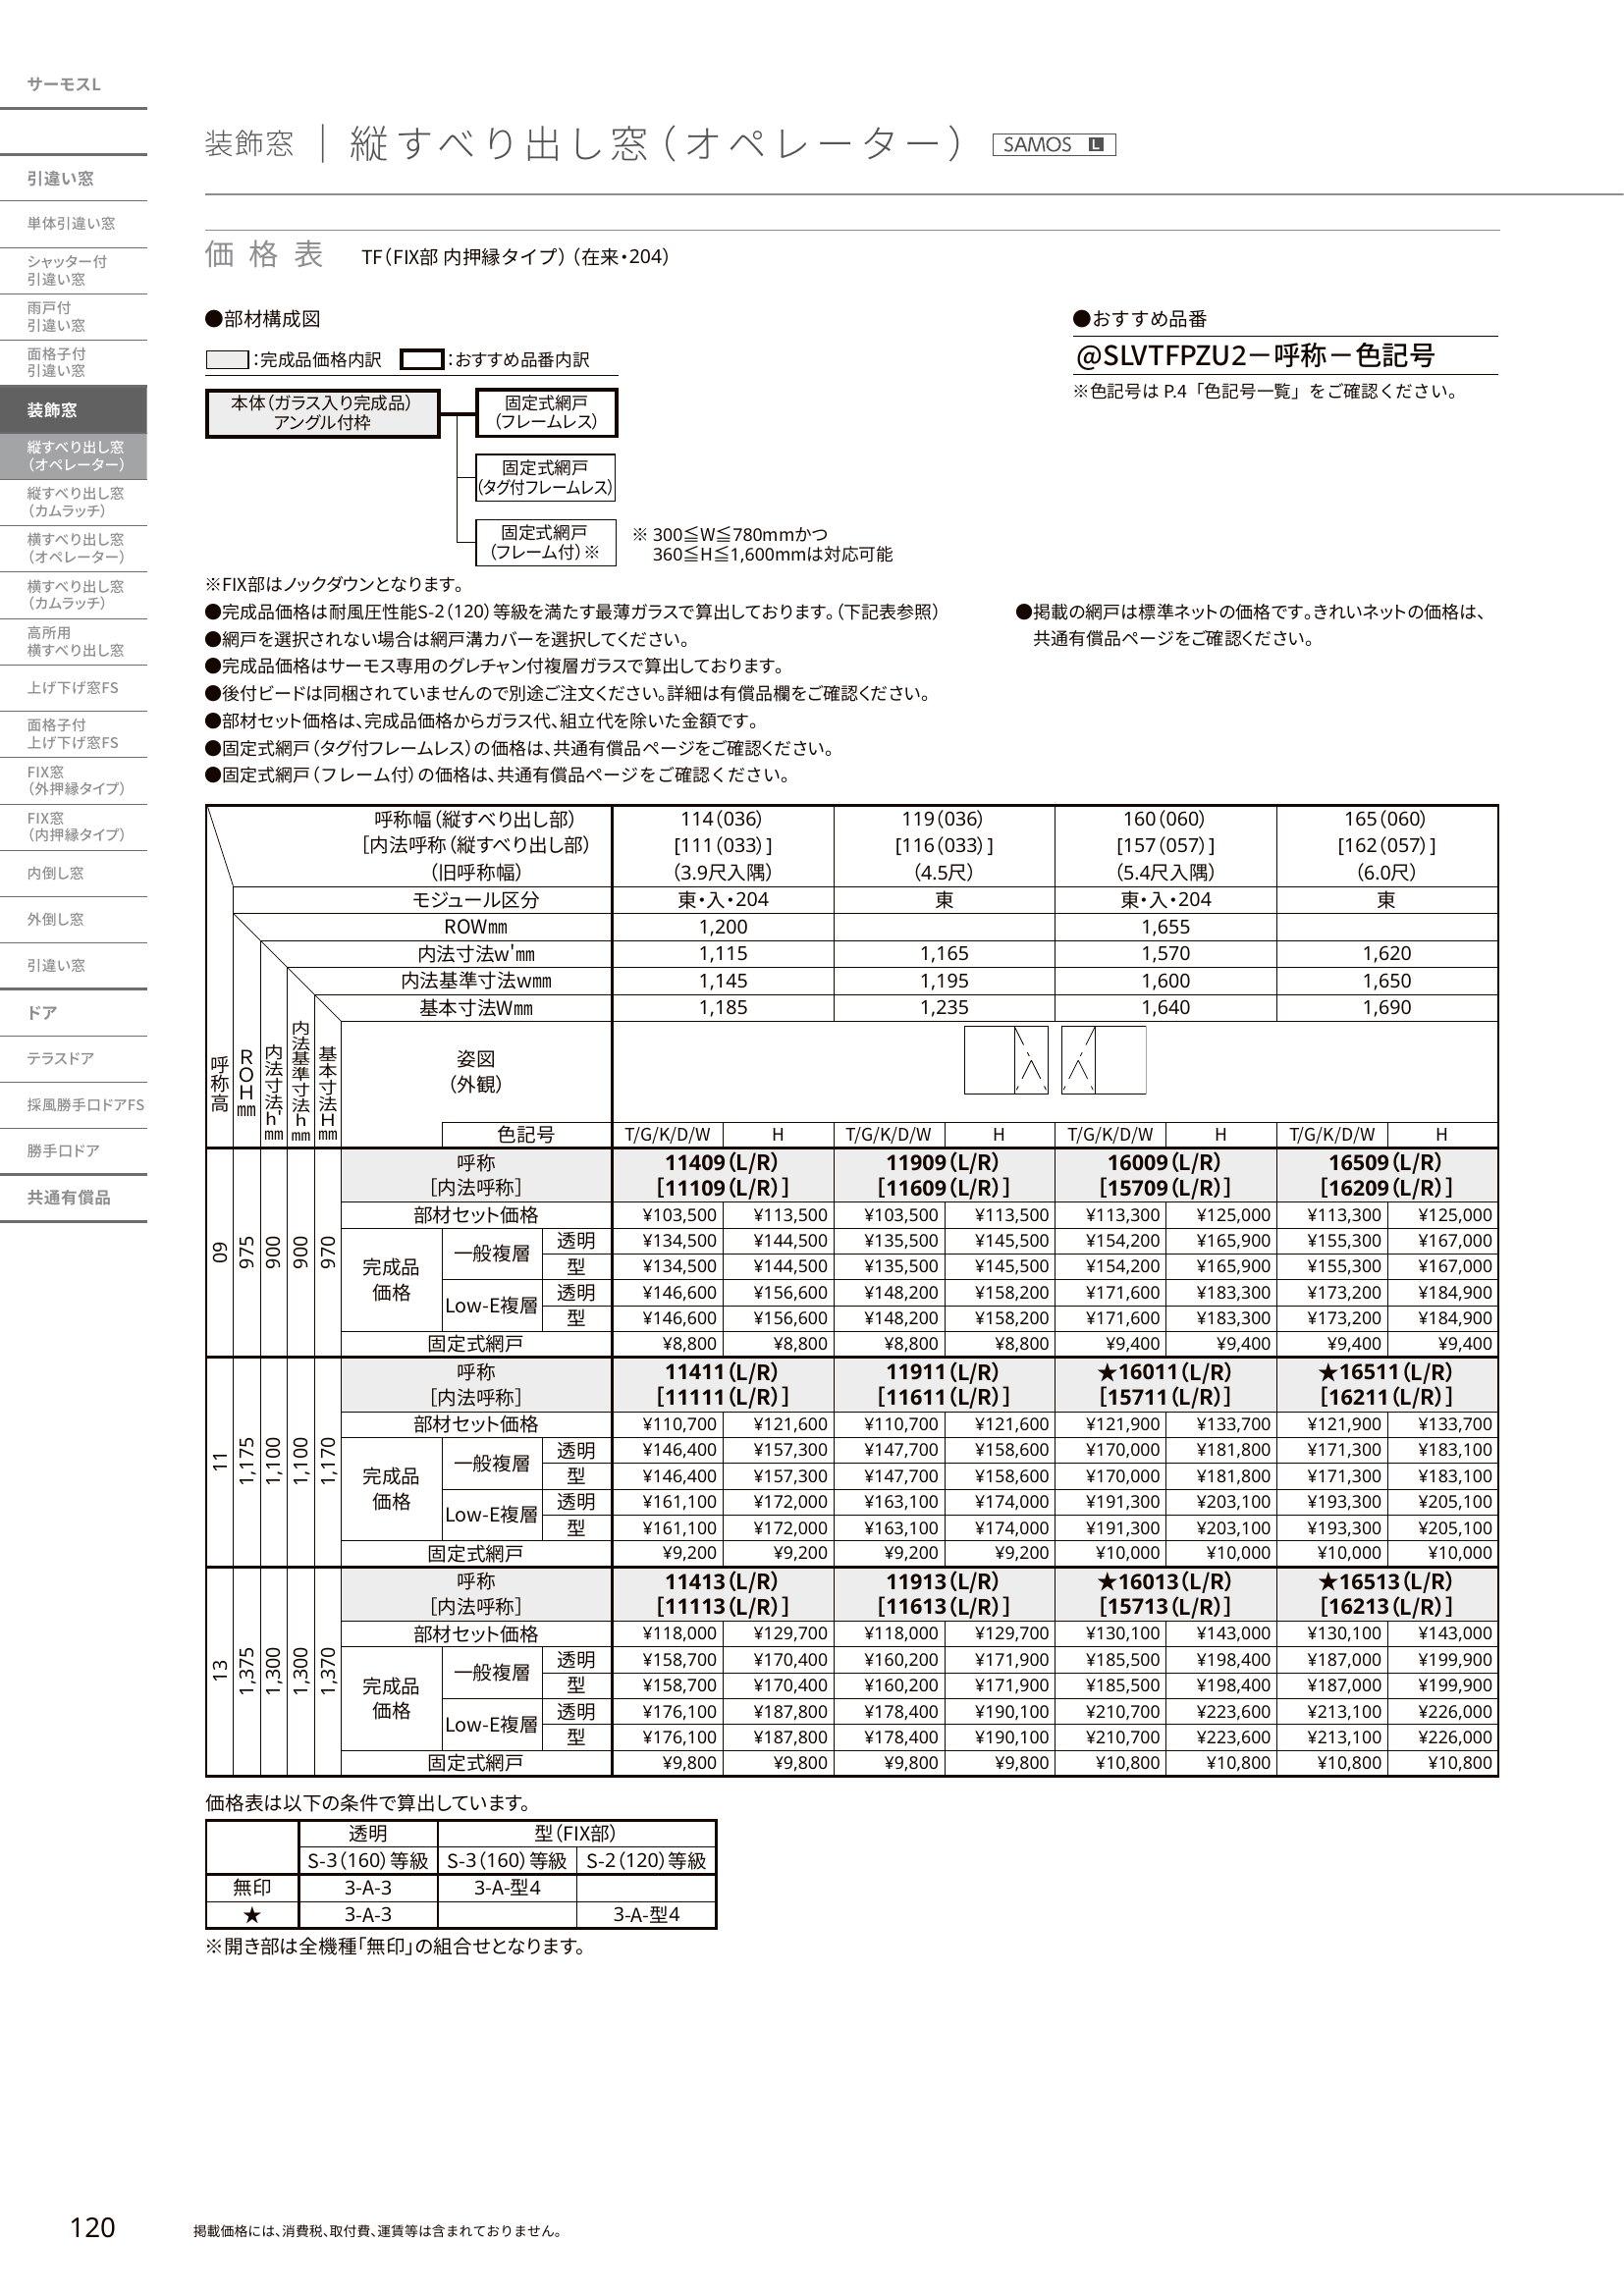 サーモスL
引違い窓
単体引違い窓
シャッター付
引違い窓
雨戸付
引違い窓
面格子付
引違い窓
装飾窓
縦すべり出し窓
（オペレーター）
縦すべり出し窓
（カムラッチ）
横すべり出し窓
（オペレーター）
横すべり出し窓
（カムラッチ）
高所用
横すべり出し窓
上げ下げ窓FS
面格子付
上げ下げ窓FS
FIX窓
（外押縁タイプ）
FIX窓
（内押縁タイプ）
内倒し窓
外倒し窓
引違い窓
ドア
テラスドア
採風勝手口ドアFS
勝手口ドア
共通有償品
装飾窓 縦すべり出し窓（オペレーター） SAMOS L
価格表 TF（FIX部 内押縁タイプ）（在来・204）
●部材構成図
：完成品価格内訳 ：おすすめ品番内訳
本体（ガラス入り完成品）
アングル付枠
固定式網戸
（フレームレス）
固定式網戸
（タグ付フレームレス）
固定式網戸
（フレーム付）※
※ 300≦W≦780mmかつ
360≦H≦1,600mmは対応可能
●おすすめ品番
@SLVTFPZU2－呼称－色記号
※色記号は P.4「色記号一覧」をご確認ください。
※FIX部はノックダウンとなります。
●完成品価格は耐風圧性能S-2（120）等級を満たす最薄ガラスで算出しております。（下記表参照）
●網戸を選択されない場合は網戸溝カバーを選択してください。
●完成品価格はサーモス専用のグレチャン付複層ガラスで算出しております。
●後付ビードは同梱されていませんので別途ご注文ください。詳細は有償品欄をご確認ください。
●部材セット価格は、完成品価格からガラス代、組立代を除いた金額です。
●固定式網戸（タグ付フレームレス）の価格は、共通有償品ページをご確認ください。
●固定式網戸（フレーム付）の価格は、共通有償品ページをご確認ください。
●掲載の網戸は標準ネットの価格です。きれいネットの価格は、
共通有償品ページをご確認ください。
呼称幅（縦すべり出し部） 114（036） 119（036） 160（060） 165（060）
［内法呼称（縦すべり出し部） [111（033）] [116（033）] [157（057）] [162（057）]
（旧呼称幅） （3.9尺入隅） （4.5尺） （5.4尺入隅） （6.0尺）
モジュール区分 東・入・204 東 東・入・204 東
ROW㎜ 1,200 1,655
内法寸法w'㎜ 1,115 1,165 1,570 1,620
内法基準寸法w㎜ 1,145 1,195 1,600 1,650
基本寸法W㎜ 1,185 1,235 1,640 1,690
呼称高 ROH㎜ 内法寸法h'㎜ 内法基準寸法h㎜ 基本寸法H㎜
姿図
（外観）
色記号 T/G/K/D/W H T/G/K/D/W H T/G/K/D/W H T/G/K/D/W H
09 975 900 900 970
呼称 11409（L/R） 11909（L/R） 16009（L/R） 16509（L/R）
［内法呼称］ [11109（L/R）] [11609（L/R）] [15709（L/R）] [16209（L/R）]
部材セット価格 ¥103,500 ¥113,500 ¥103,500 ¥113,500 ¥113,300 ¥125,000 ¥113,300 ¥125,000
完成品価格 一般複層 透明 ¥134,500 ¥144,500 ¥135,500 ¥145,500 ¥154,200 ¥165,900 ¥155,300 ¥167,000
型 ¥134,500 ¥144,500 ¥135,500 ¥145,500 ¥154,200 ¥165,900 ¥155,300 ¥167,000
Low-E複層 透明 ¥146,600 ¥156,600 ¥148,200 ¥158,200 ¥171,600 ¥183,300 ¥173,200 ¥184,900
型 ¥146,600 ¥156,600 ¥148,200 ¥158,200 ¥171,600 ¥183,300 ¥173,200 ¥184,900
固定式網戸 ¥8,800 ¥8,800 ¥8,800 ¥8,800 ¥9,400 ¥9,400 ¥9,400 ¥9,400
11 1,175 1,100 1,100 1,170
呼称 11411（L/R） 11911（L/R） ★16011（L/R） ★16511（L/R）
［内法呼称］ [11111（L/R）] [11611（L/R）] [15711（L/R）] [16211（L/R）]
部材セット価格 ¥110,700 ¥121,600 ¥110,700 ¥121,600 ¥121,900 ¥133,700 ¥121,900 ¥133,700
完成品価格 一般複層 透明 ¥146,400 ¥157,300 ¥147,700 ¥158,600 ¥170,000 ¥181,800 ¥171,300 ¥183,100
型 ¥146,400 ¥157,300 ¥147,700 ¥158,600 ¥170,000 ¥181,800 ¥171,300 ¥183,100
Low-E複層 透明 ¥161,100 ¥172,000 ¥163,100 ¥174,000 ¥191,300 ¥203,100 ¥193,300 ¥205,100
型 ¥161,100 ¥172,000 ¥163,100 ¥174,000 ¥191,300 ¥203,100 ¥193,300 ¥205,100
固定式網戸 ¥9,200 ¥9,200 ¥9,200 ¥9,200 ¥10,000 ¥10,000 ¥10,000 ¥10,000
13 1,375 1,300 1,300 1,370
呼称 11413（L/R） 11913（L/R） ★16013（L/R） ★16513（L/R）
［内法呼称］ [11113（L/R）] [11613（L/R）] [15713（L/R）] [16213（L/R）]
部材セット価格 ¥118,000 ¥129,700 ¥118,000 ¥129,700 ¥130,100 ¥143,000 ¥130,100 ¥143,000
完成品価格 一般複層 透明 ¥158,700 ¥170,400 ¥160,200 ¥171,900 ¥185,500 ¥198,400 ¥187,000 ¥199,900
型 ¥158,700 ¥170,400 ¥160,200 ¥171,900 ¥185,500 ¥198,400 ¥187,000 ¥199,900
Low-E複層 透明 ¥176,100 ¥187,800 ¥178,400 ¥190,100 ¥210,700 ¥223,600 ¥213,100 ¥226,000
型 ¥176,100 ¥187,800 ¥178,400 ¥190,100 ¥210,700 ¥223,600 ¥213,100 ¥226,000
固定式網戸 ¥9,800 ¥9,800 ¥9,800 ¥9,800 ¥10,800 ¥10,800 ¥10,800 ¥10,800
価格表は以下の条件で算出しています。
透明 型（FIX部）
S-3（160）等級 S-3（160）等級 S-2（120）等級
無印 3-A-3 3-A-型4
★ 3-A-3 3-A-型4
※開き部は全機種「無印」の組合せとなります。
120 掲載価格には、消費税、取付費、運賃等は含まれておりません。